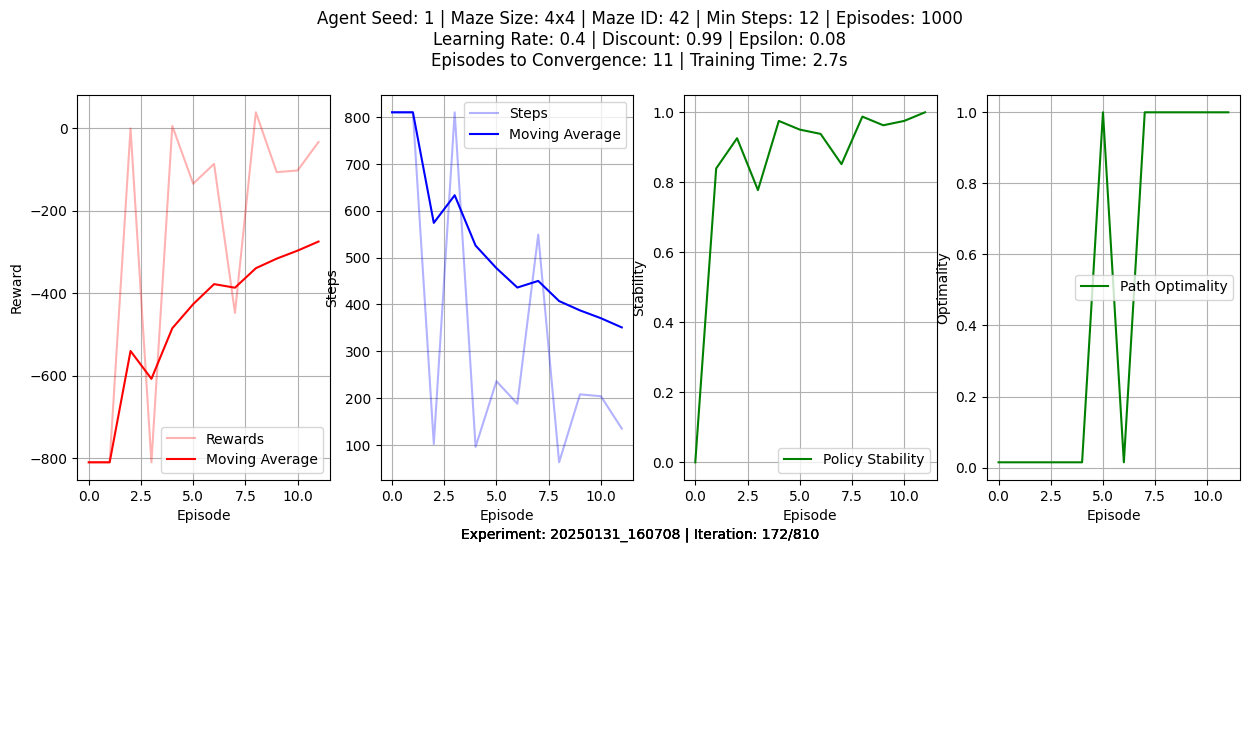 Agent Seed: 1 | Maze Size: 4x4 | Maze ID: 42 | Min Steps: 12 | Episodes: 1000
Learning Rate: 0.4 | Discount: 0.99 | Epsilon: 0.08
Episodes to Convergence: 11 | Training Time: 2.7s
Reward
0
−200
−400
−600
−800
Rewards
Moving Average
0.0 2.5 5.0 7.5 10.0
Episode
Steps
800
700
600
500
400
300
200
100
Steps
Moving Average
0.0 2.5 5.0 7.5 10.0
Episode
Stability
1.0
0.8
0.6
0.4
0.2
0.0
Policy Stability
0.0 2.5 5.0 7.5 10.0
Episode
Optimality
1.0
0.8
0.6
0.4
0.2
0.0
Path Optimality
0.0 2.5 5.0 7.5 10.0
Episode
Experiment: 20250131_160708 | Iteration: 172/810